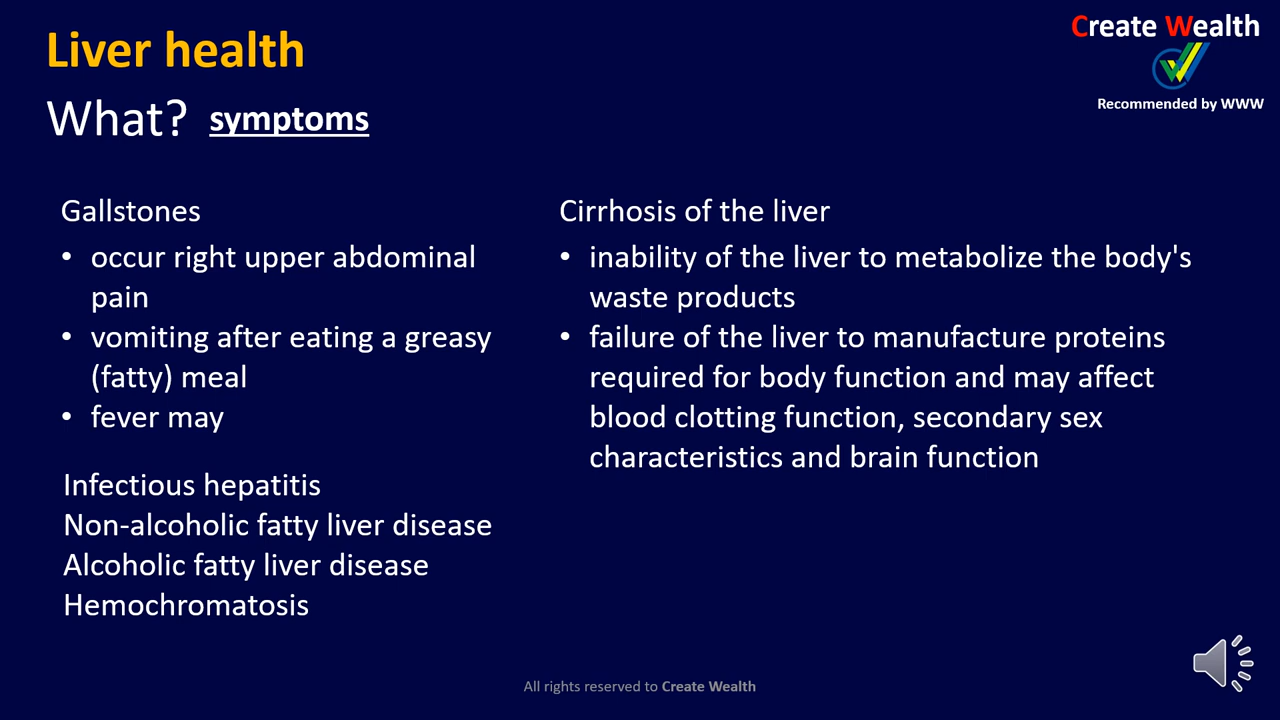 Liver health
Create Wealth
Recommended by WWW
What? symptoms
Gallstones
• occur right upper abdominal
pain
• vomiting after eating a greasy
(fatty) meal
• fever may
Infectious hepatitis
Non-alcoholic fatty liver disease
Alcoholic fatty liver disease
Hemochromatosis
Cirrhosis of the liver
• inability of the liver to metabolize the body's
waste products
• failure of the liver to manufacture proteins
required for body function and may affect
blood clotting function, secondary sex
characteristics and brain function
All rights reserved to Create Wealth